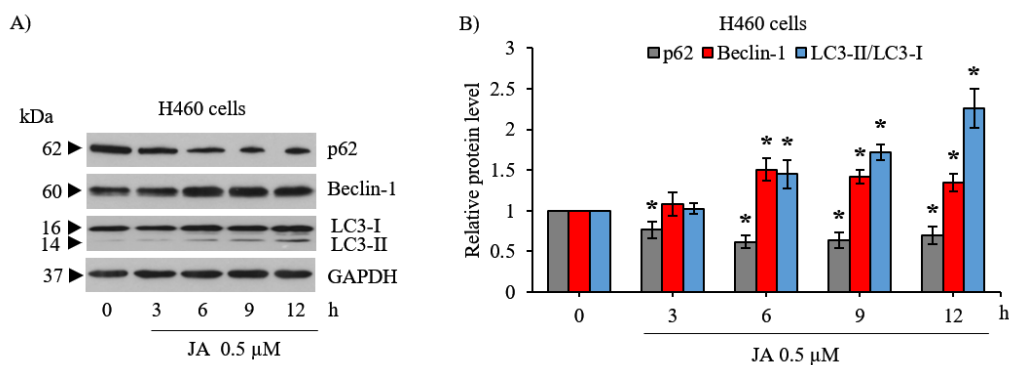 A)
H460 cells
kDa
62 p62
60 Beclin-1
16 LC3-I
14 LC3-II
37 GAPDH
0 3 6 9 12 h
JA 0.5 µM
B)
H460 cells
p62 Beclin-1 LC3-II/LC3-I
Relative protein level
3
2.5
2
1.5
1
0.5
0
* * * * * * * * * *
0 3 6 9 12 h
JA 0.5 µM